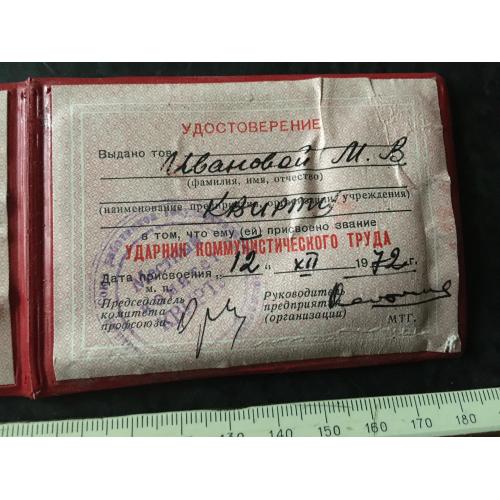 УДОСТОВЕРЕНИЕ
Выдано тов. Ивановой М. В
(фамилия, имя, отчество)
(наименование предприятия, организации, учреждения)
в том, что ему (ей) присвоено звание
УДАРНИК КОММУНИСТИЧЕСКОГО ТРУДА
Дата присвоения „12“ XII 1972 г.
м. п.
Председатель комитета профсоюза
Руководитель предприятия (организации)
МТГ.
130 140 150 160 170 180